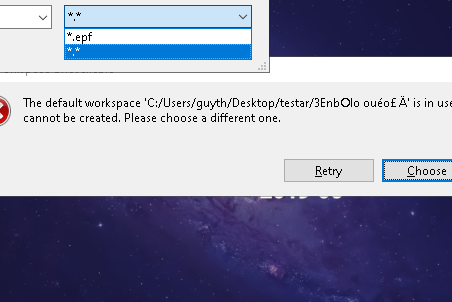 *.*
*.epf
*.*
The default workspace 'C:/Users/guyth/Desktop/testar/3EnbOlo ouéo£ Ä' is in use
cannot be created. Please choose a different one.
Retry
Choose